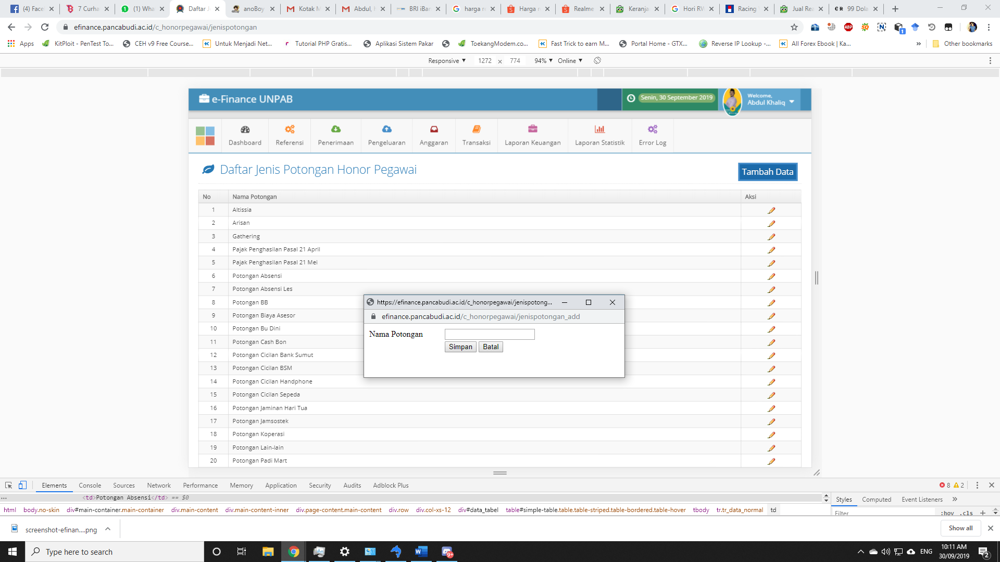 (4) Face
7 Curha
(1) Wha
Daftar J
anoBoy
Kotak M
Abdul, h
BRI iBan
harga r
Harga r
Realme
Keranja
Hori RW
Racing
Jual Rea
99 Dola
efinance.pancabudi.ac.id/c_honorpegawai/jenispotongan
Apps
KitPloit - PenTest To...
CEH v9 Free Course...
Untuk Menjadi Net...
Tutorial PHP Gratis...
Aplikasi Sistem Pakar
ToekangModem.co...
Fast Trick to earn M...
Portal Home - GTX...
Reverse IP Lookup -...
All Forex Ebook | Ka...
»
Other bookmarks
Responsive
1272 x 774
94%
Online
e-Finance UNPAB
Senin, 30 September 2019
Welcome,
Abdul Khaliq
Dashboard
Referensi
Penerimaan
Pengeluaran
Anggaran
Transaksi
Laporan Keuangan
Laporan Statistik
Error Log
Daftar Jenis Potongan Honor Pegawai
Tambah Data
No Nama Potongan Aksi
1 Altissia
2 Arisan
3 Gathering
4 Pajak Penghasilan Pasal 21 April
5 Pajak Penghasilan Pasal 21 Mei
6 Potongan Absensi
7 Potongan Absensi Les
8 Potongan BB
9 Potongan Biaya Asesor
10 Potongan Bu Dini
11 Potongan Cash Bon
12 Potongan Cicilan Bank Sumut
13 Potongan Cicilan BSM
14 Potongan Cicilan Handphone
15 Potongan Cicilan Sepeda
16 Potongan Jaminan Hari Tua
17 Potongan Jamsostek
18 Potongan Koperasi
19 Potongan Lain-lain
20 Potongan Padi Mart
https://efinance.pancabudi.ac.id/c_honorpegawai/jenispotong...
efinance.pancabudi.ac.id/c_honorpegawai/jenispotongan_add
Nama Potongan
Simpan Batal
Elements
Console
Sources
Network
Performance
Memory
Application
Security
Audits
Adblock Plus
8
2
... <td>Potongan Absensi</td> == $0
html body.no-skin div#main-container.main-container div.main-content div.main-content-inner div.page-content.main-content div.row div.col-xs-12 div#data_tabel table#simple-table.table.table-striped.table-bordered.table-hover tbody tr.tr_data_normal td
Styles Computed Event Listeners »
Filter :hov .cls +
screenshot-efinan....png
Show all
Type here to search
9+
ENG
10:11 AM
30/09/2019
2